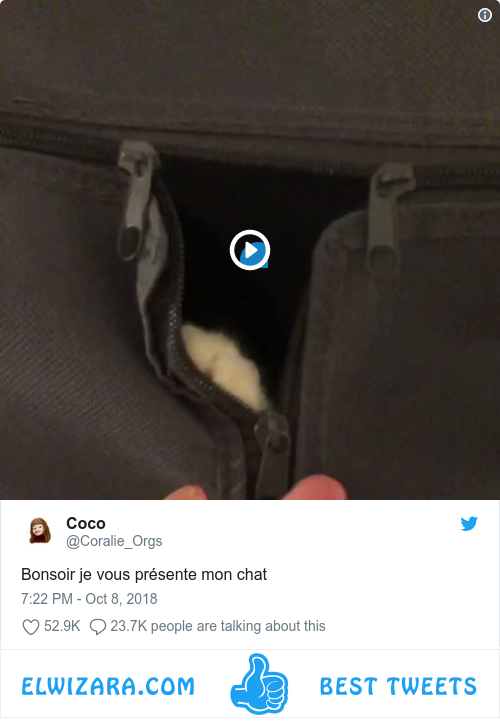 Coco
@Coralie_Orgs
Bonsoir je vous présente mon chat
7:22 PM - Oct 8, 2018
52.9K 23.7K people are talking about this
ELWIZARA.COM BEST TWEETS